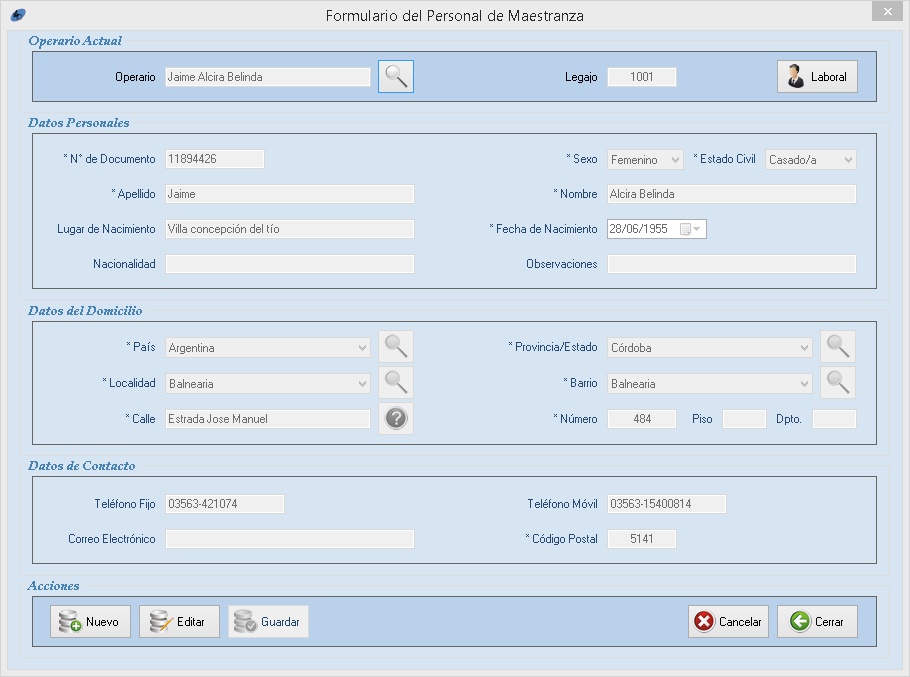 Formulario del Personal de Maestranza
Operario Actual
Operario Jaime Alcira Belinda Legajo 1001 Laboral
Datos Personales
* N° de Documento 11894426 * Sexo Femenino * Estado Civil Casado/a
* Apellido Jaime * Nombre Alcira Belinda
Lugar de Nacimiento Villa concepción del tío * Fecha de Nacimiento 28/06/1955
Nacionalidad Observaciones
Datos del Domicilio
* País Argentina * Provincia/Estado Córdoba
* Localidad Balnearia * Barrio Balnearia
* Calle Estrada Jose Manuel ? * Número 484 Piso Dpto.
Datos de Contacto
Teléfono Fijo 03563-421074 Teléfono Móvil 03563-15400814
Correo Electrónico * Código Postal 5141
Acciones
Nuevo Editar Guardar Cancelar Cerrar